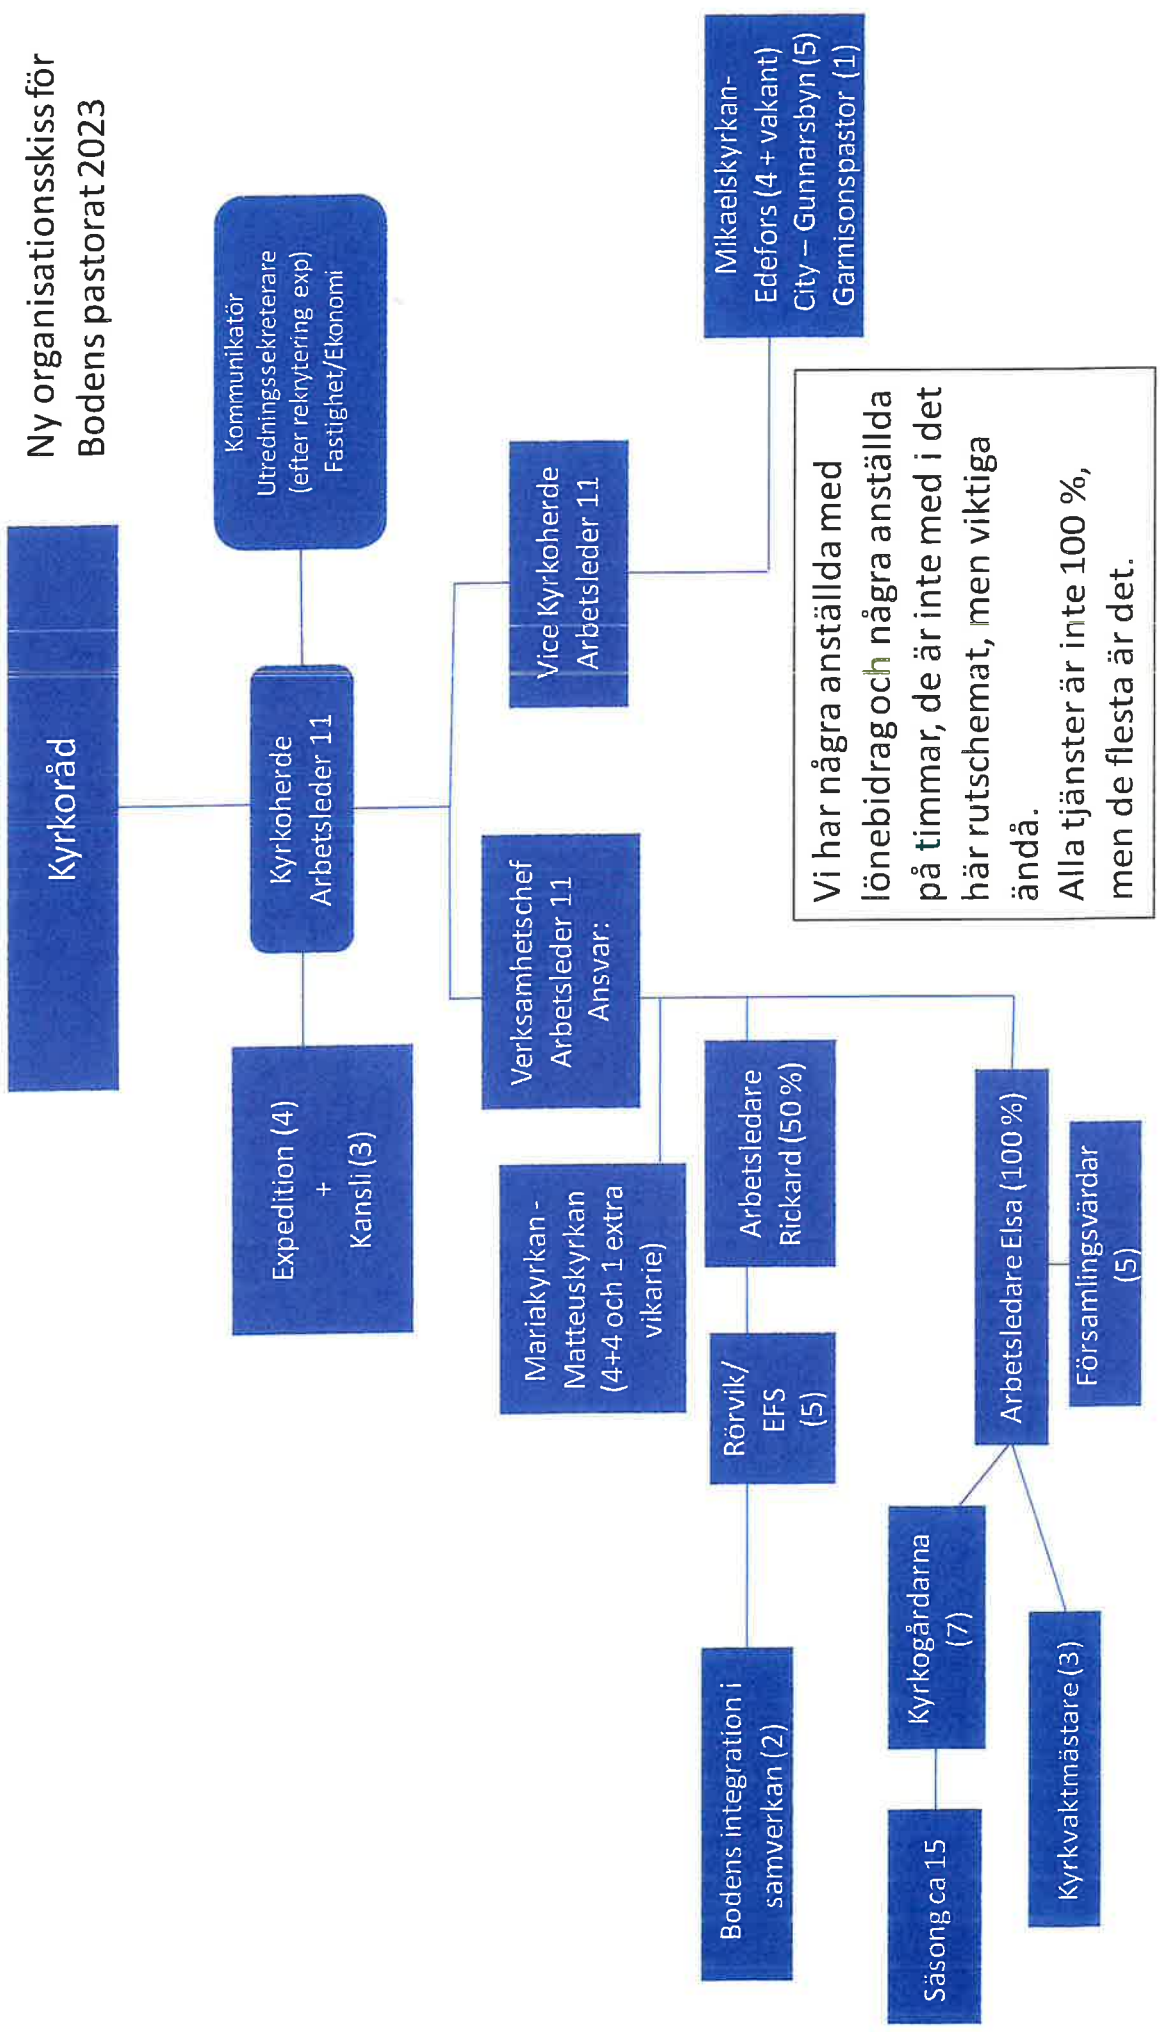 Ny organisationsskiss för
Bodens pastorat 2023
Kyrkoråd
Kyrkoherde
Arbetsleder 11
Kommunikatör
Utredningssekreterare
(efter rekrytering exp)
Fastighet/Ekonomi
Expedition (4)
+
Kansli (3)
Verksamhetschef
Arbetsleder 11
Ansvar:
Vice Kyrkoherde
Arbetsleder 11
Mariakyrkan-
Matteuskyrkan
(4+4 och 1 extra
vikarie)
Mikaelskyrkan-
Edefors (4 + vakant)
City – Gunnarsbyn (5)
Garnisonspastor (1)
Arbetsledare
Rickard (50 %)
Rörvik/
EFS
(5)
Bodens integration i
samverkan (2)
Arbetsledare Elsa (100 %)
Församlingsvärdar
(5)
Kyrkogårdarna
(7)
Säsong ca 15
Kyrkvaktmästare (3)
Vi har några anställda med
lönebidrag och några anställda
på timmar, de är inte med i det
här rutschemat, men viktiga
ändå.
Alla tjänster är inte 100 %,
men de flesta är det.